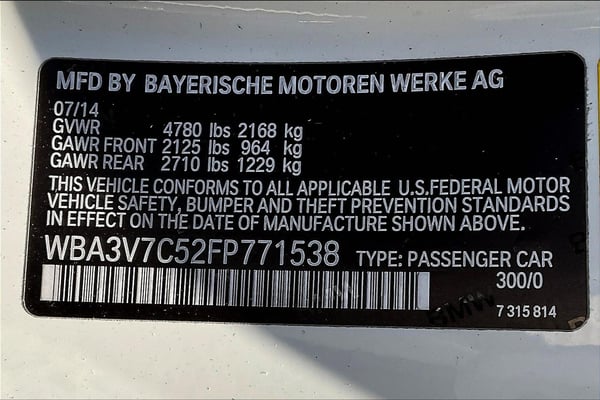 MFD BY BAYERISCHE MOTOREN WERKE AG
07/14
GVWR 4780 lbs 2168 kg
GAWR FRONT 2125 lbs 964 kg
GAWR REAR 2710 lbs 1229 kg
THIS VEHICLE CONFORMS TO ALL APPLICABLE U.S.FEDERAL MOTOR
VEHICLE SAFETY, BUMPER AND THEFT PREVENTION STANDARDS
IN EFFECT ON THE DATE OF MANUFACTURE SHOWN ABOVE.
WBA3V7C52FP771538 TYPE: PASSENGER CAR
300/0
BMW
7 315 814